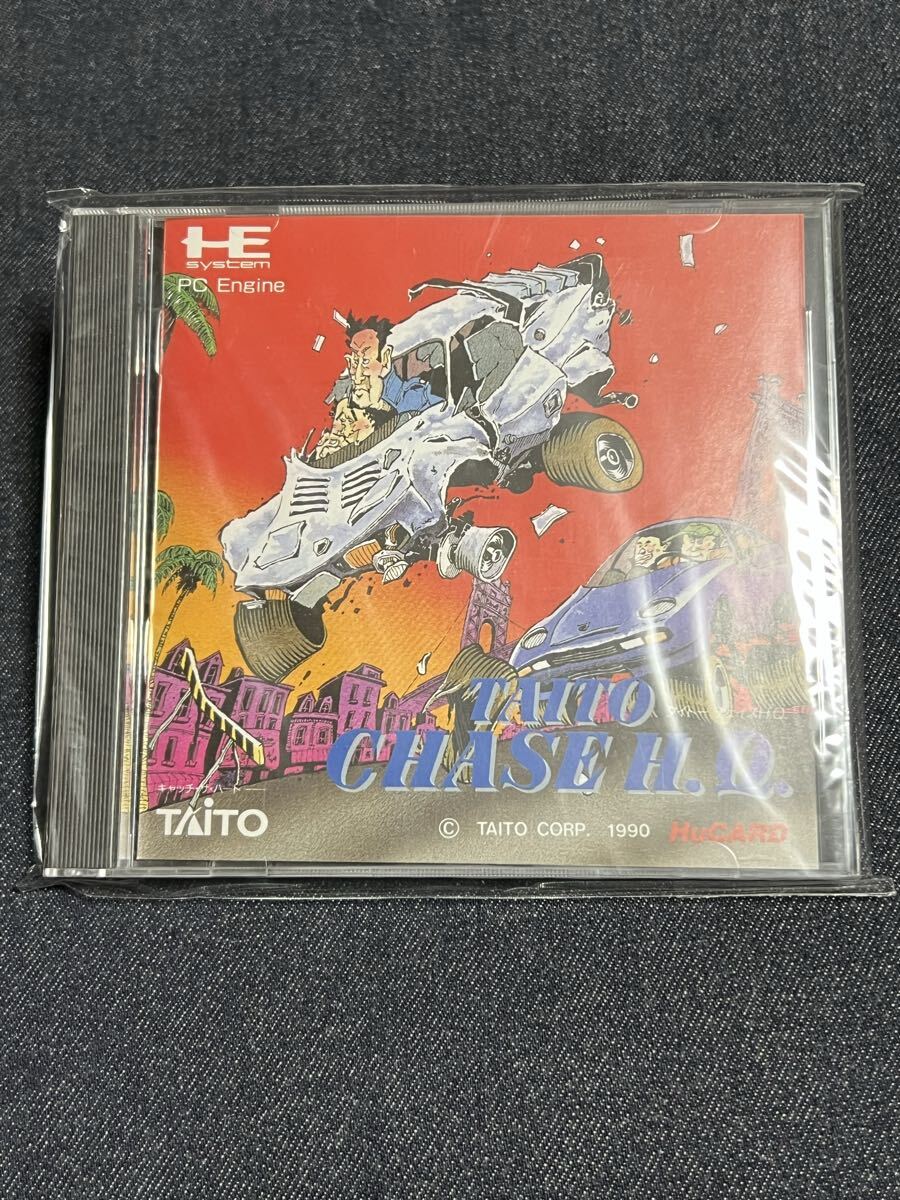 HE
system
PC Engine
TAITO
CHASE H.Q.
キャッチ・ザ・ハート
TAITO
© TAITO CORP. 1990 HuCARD